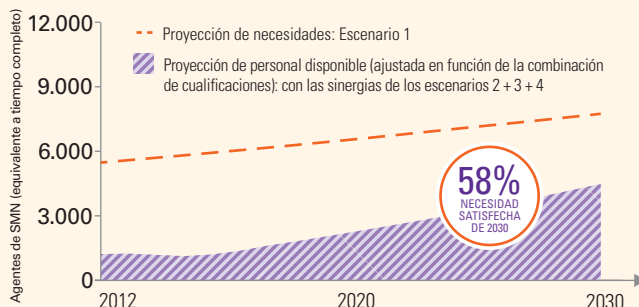 Agentes de SMN (equivalente a tiempo completo)
12.000
9.000
6.000
3.000
0
Proyección de necesidades: Escenario 1
Proyección de personal disponible (ajustada en función de la combinación
de cualificaciones): con las sinergias de los escenarios 2 + 3 + 4
58%
NECESIDAD
SATISFECHA
DE 2030
2012
2020
2030